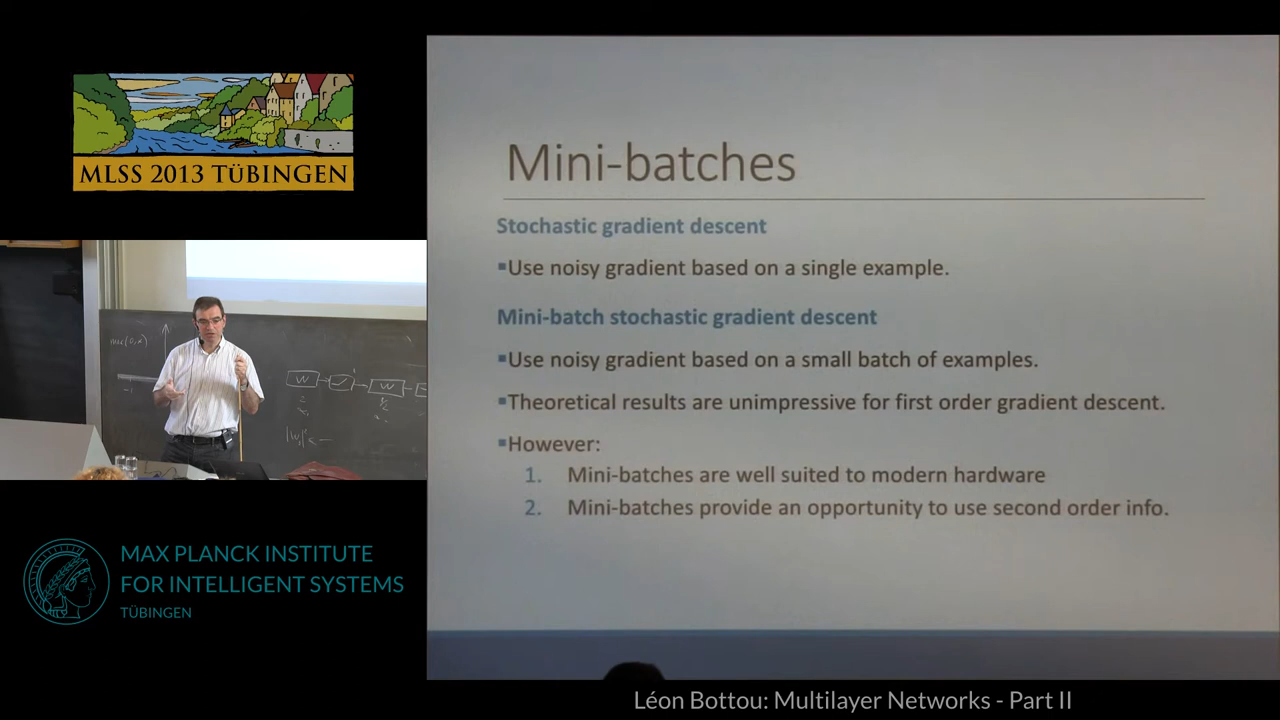 MLSS 2013 TÜBINGEN
max(0,x)
W
W
MAX PLANCK INSTITUTE
FOR INTELLIGENT SYSTEMS
TÜBINGEN
Mini-batches
Stochastic gradient descent
▪Use noisy gradient based on a single example.
Mini-batch stochastic gradient descent
▪Use noisy gradient based on a small batch of examples.
▪Theoretical results are unimpressive for first order gradient descent.
▪However:
1. Mini-batches are well suited to modern hardware
2. Mini-batches provide an opportunity to use second order info.
Léon Bottou: Multilayer Networks - Part II